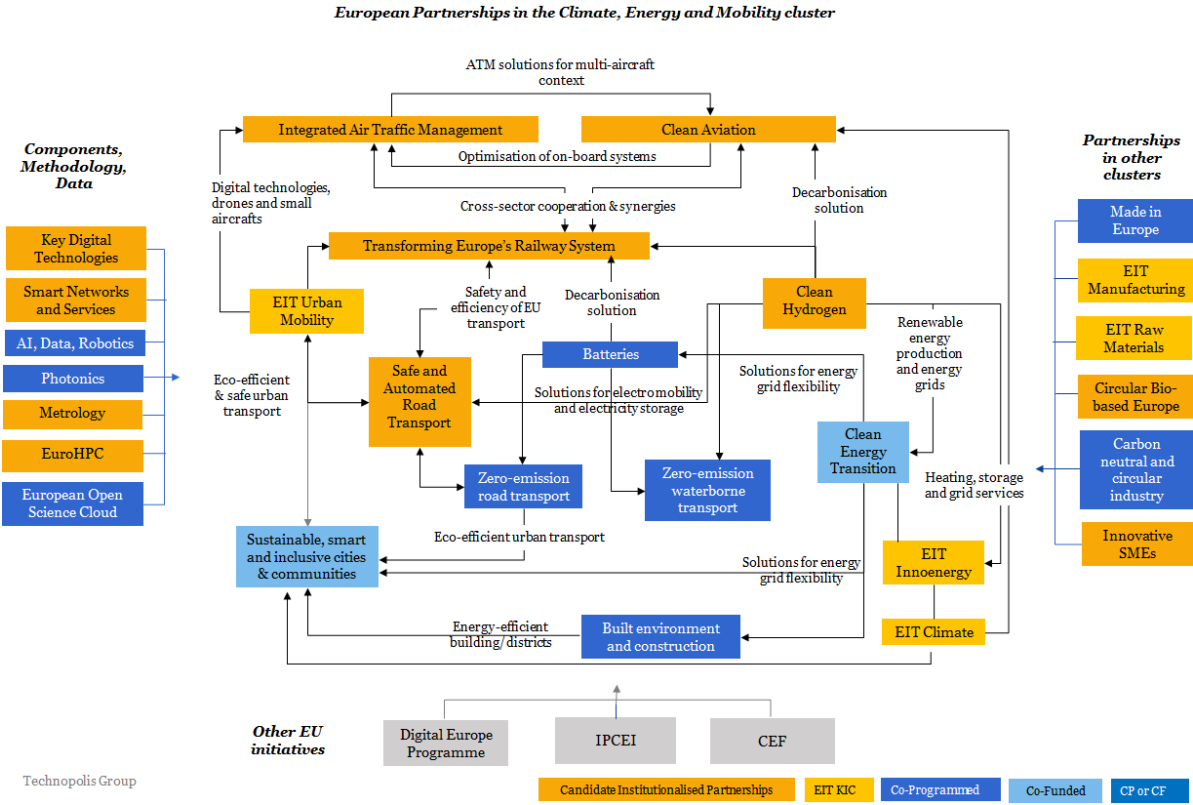 European Partnerships in the Climate, Energy and Mobility cluster
ATM solutions for multi-aircraft
context
Integrated Air Traffic Management
Clean Aviation
Optimisation of on-board systems
Components,
Methodology,
Data
Partnerships
in other
clusters
Digital technologies,
drones and small
aircrafts
Cross-sector cooperation & synergies
Decarbonisation
solution
Key Digital
Technologies
Smart Networks
and Services
AI, Data, Robotics
Photonics
Metrology
EuroHPC
European Open
Science Cloud
Made in
Europe
EIT
Manufacturing
EIT Raw
Materials
Circular Bio-
based Europe
Carbon
neutral and
circular
industry
Innovative
SMEs
Transforming Europe's Railway System
EIT Urban
Mobility
Safety and
efficiency of EU
transport
Decarbonisation
solution
Clean
Hydrogen
Renewable
energy
production
and energy
grids
Batteries
Eco-efficient
& safe urban
transport
Safe and
Automated
Road
Transport
Solutions for electromobility
and electricity storage
Solutions for energy
grid flexibility
Clean
Energy
Transition
Zero-emission
road transport
Zero-emission
waterborne
transport
Heating, storage
and grid services
Sustainable, smart
and inclusive cities
& communities
Eco-efficient urban transport
Solutions for energy
grid flexibility
EIT
Innoenergy
Energy-efficient
building/districts
Built environment
and construction
EIT Climate
Other EU
initiatives
Digital Europe
Programme
IPCEI
CEF
Technopolis Group
Candidate Institutionalised Partnerships
EIT KIC
Co-Programmed
Co-Funded
CP or CF